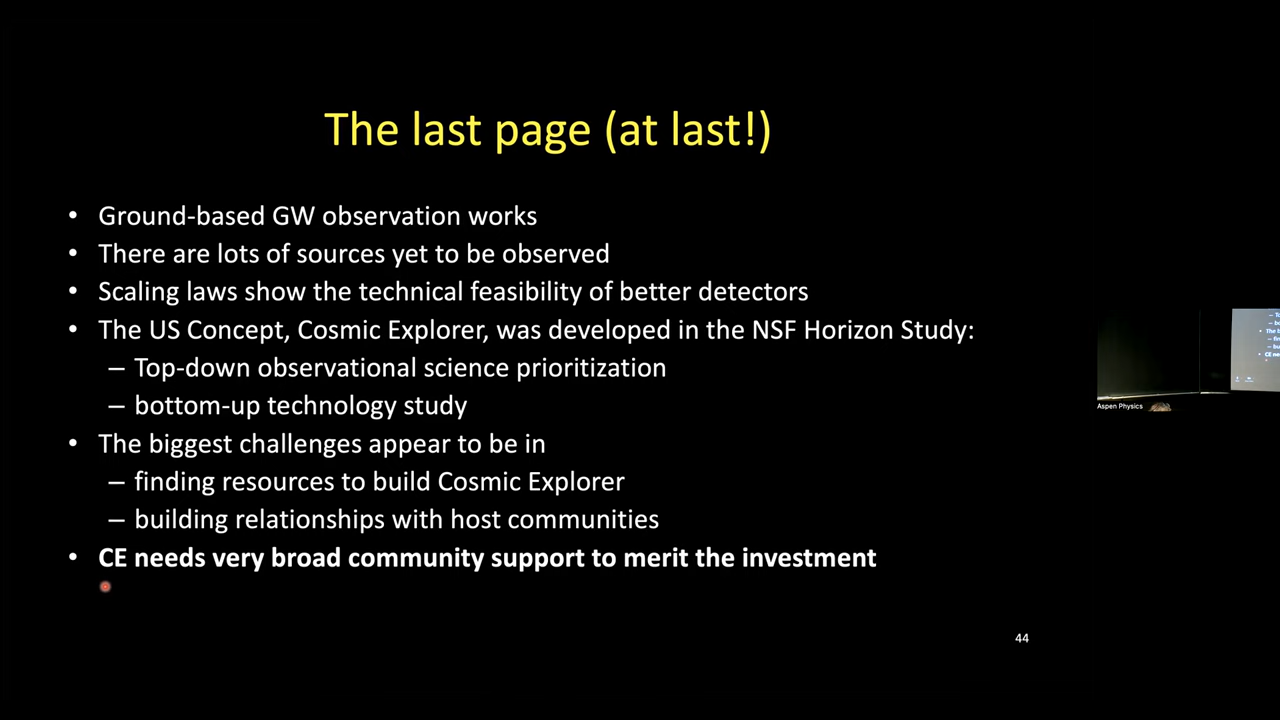 The last page (at last!)
• Ground-based GW observation works
• There are lots of sources yet to be observed
• Scaling laws show the technical feasibility of better detectors
• The US Concept, Cosmic Explorer, was developed in the NSF Horizon Study:
– Top-down observational science prioritization
– bottom-up technology study
• The biggest challenges appear to be in
– finding resources to build Cosmic Explorer
– building relationships with host communities
• CE needs very broad community support to merit the investment
44
Aspen Physics